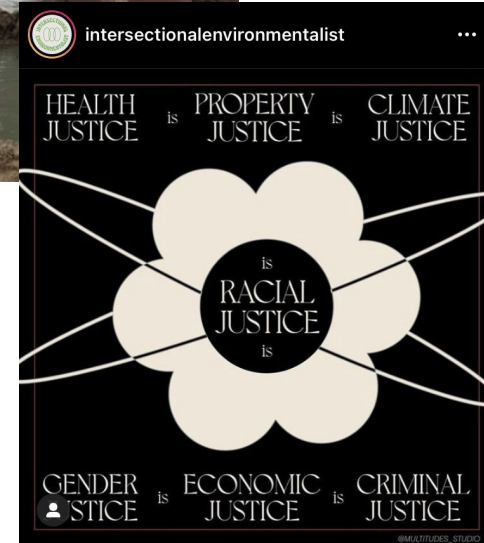 intersectionalenvironmentalist
HEALTH is PROPERTY is CLIMATE
JUSTICE JUSTICE JUSTICE
is
RACIAL
JUSTICE
is
GENDER is ECONOMIC is CRIMINAL
STICE JUSTICE JUSTICE
@MULTITUDES_STUDIO